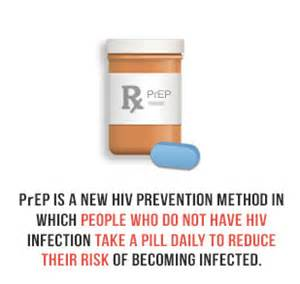 Rx PrEP
PrEP IS A NEW HIV PREVENTION METHOD IN
WHICH PEOPLE WHO DO NOT HAVE HIV
INFECTION TAKE A PILL DAILY TO REDUCE
THEIR RISK OF BECOMING INFECTED.